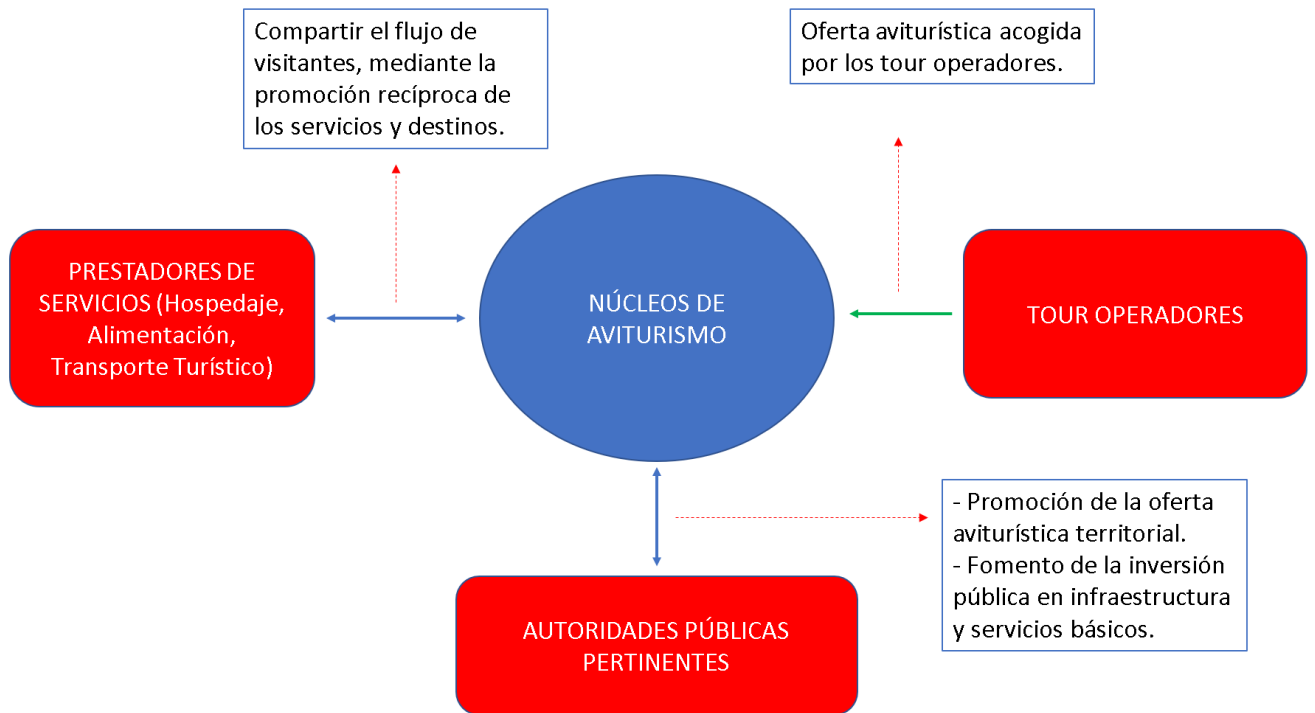 Compartir el flujo de
visitantes, mediante la
promoción recíproca de
los servicios y destinos.
Oferta aviturística acogida
por los tour operadores.
PRESTADORES DE
SERVICIOS (Hospedaje,
Alimentación,
Transporte Turístico)
NÚCLEOS DE
AVITURISMO
TOUR OPERADORES
- Promoción de la oferta
aviturística territorial.
- Fomento de la inversión
pública en infraestructura
y servicios básicos.
AUTORIDADES PÚBLICAS
PERTINENTES